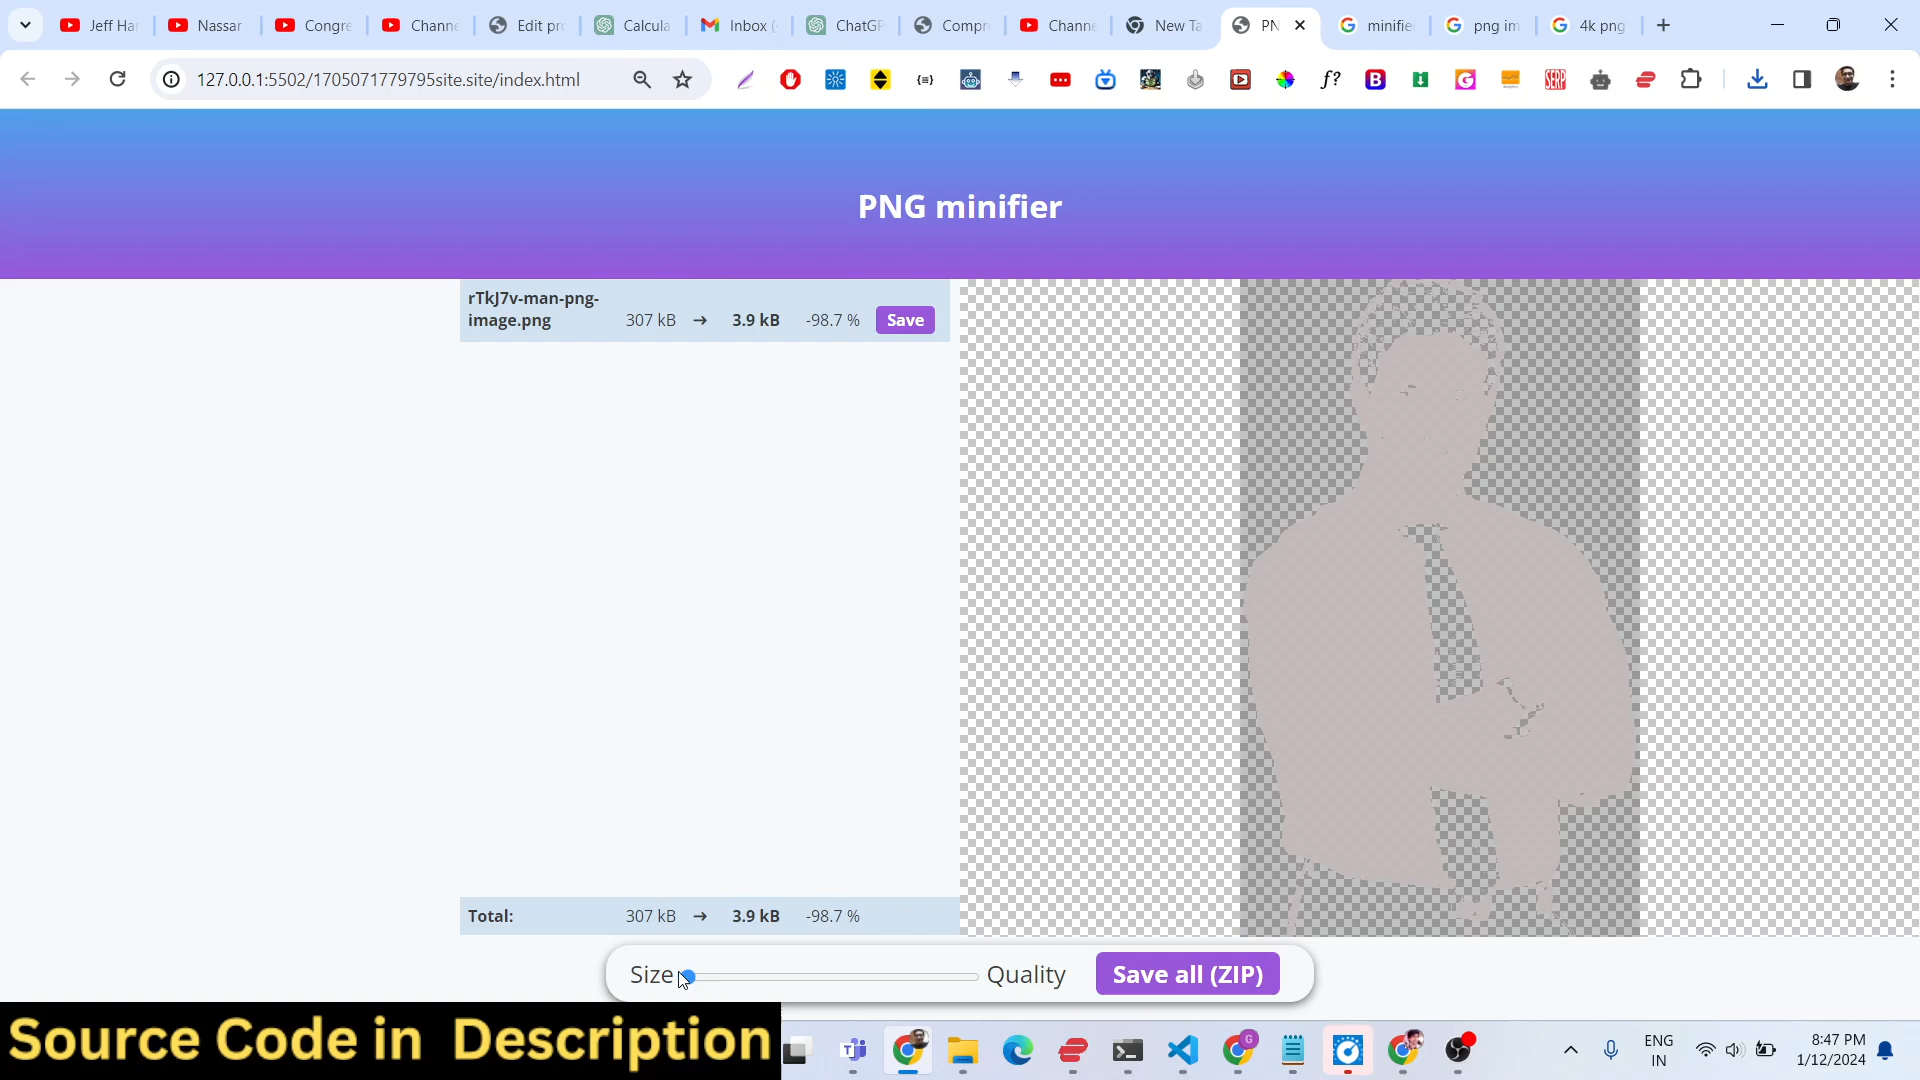 Jeff Har
Nassar
Congre
Channe
Edit pro
Calcula
Inbox (
ChatGP
Compr
Channe
New Ta
PN
minifie
png im
4k png
127.0.0.1:5502/1705071779795site.site/index.html
PNG minifier
rTkJ7v-man-png-
image.png 307 kB → 3.9 kB -98.7 % Save
Total: 307 kB → 3.9 kB -98.7 %
Size Quality Save all (ZIP)
Source Code in Description
ENG
IN
8:47 PM
1/12/2024